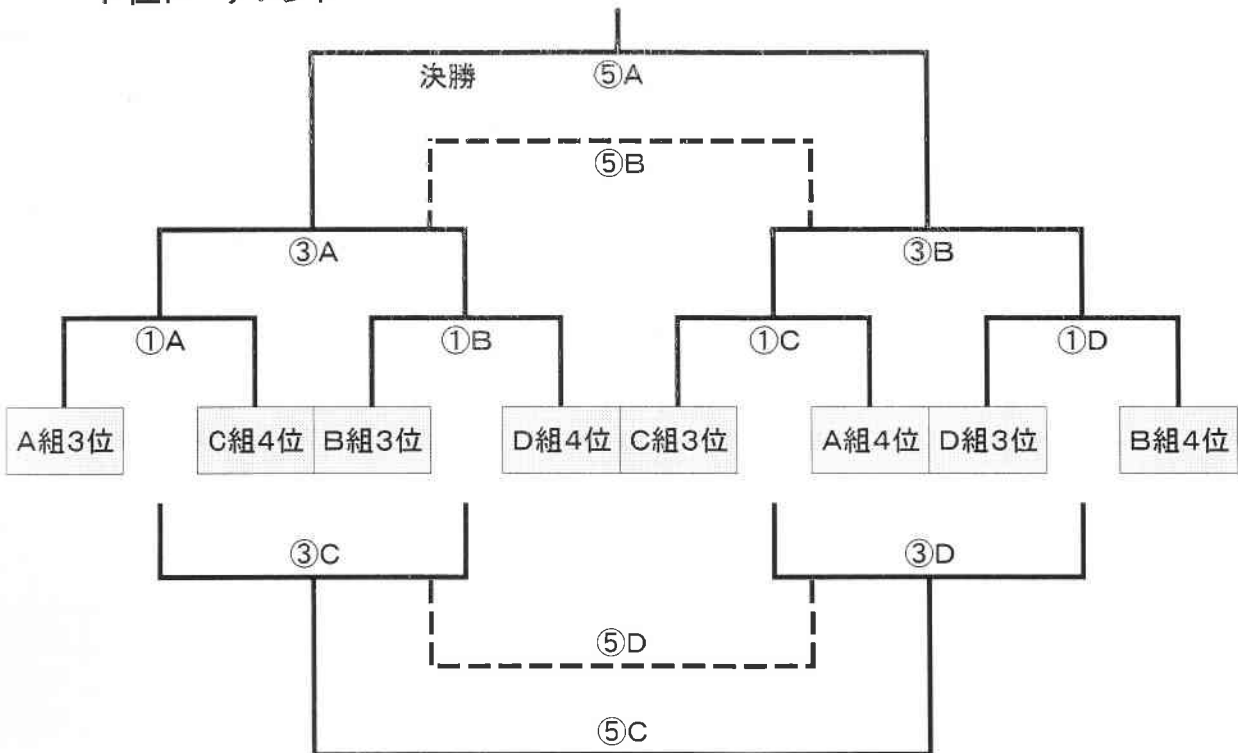 決勝 ⑤A
⑤B
③A ③B
①A ①B ①C ①D
A組3位 C組4位 B組3位 D組4位 C組3位 A組4位 D組3位 B組4位
③C ③D
⑤D
⑤C